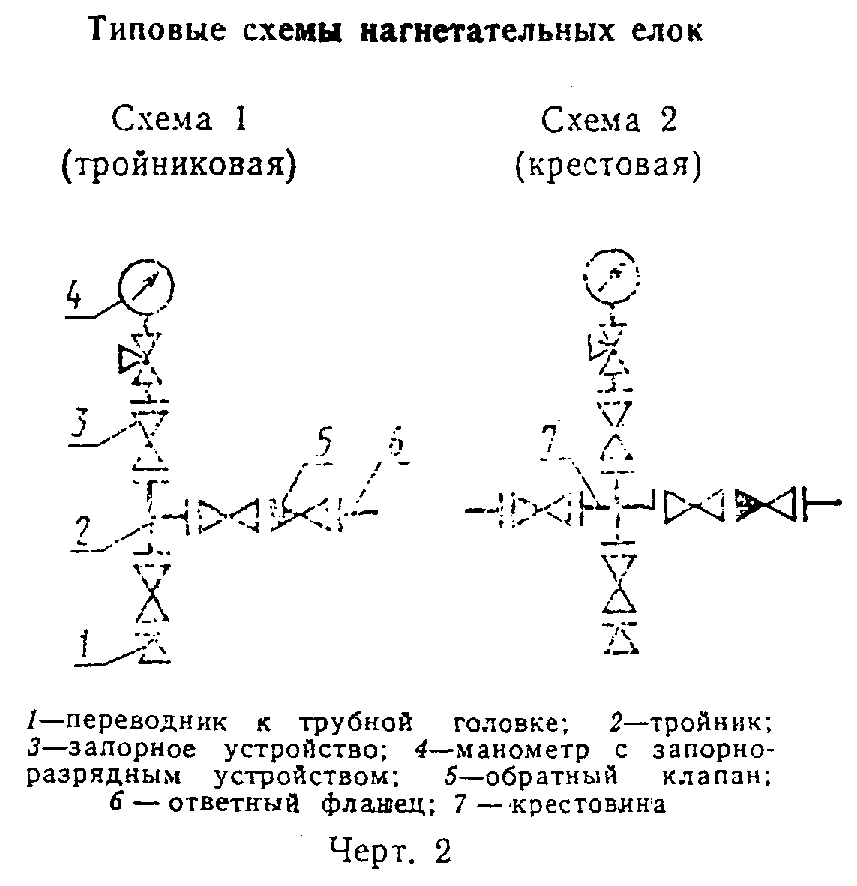 Типовые схемы нагнетательных елок
Схема 1
(тройниковая)
Схема 2
(крестовая)
4
3
5
6
2
1
7
1—переводник к трубной головке; 2—тройник;
3—запорное устройство; 4—манометр с запорно-
разрядным устройством; 5—обратный клапан;
6 — ответный фланец; 7 — крестовина
Черт. 2